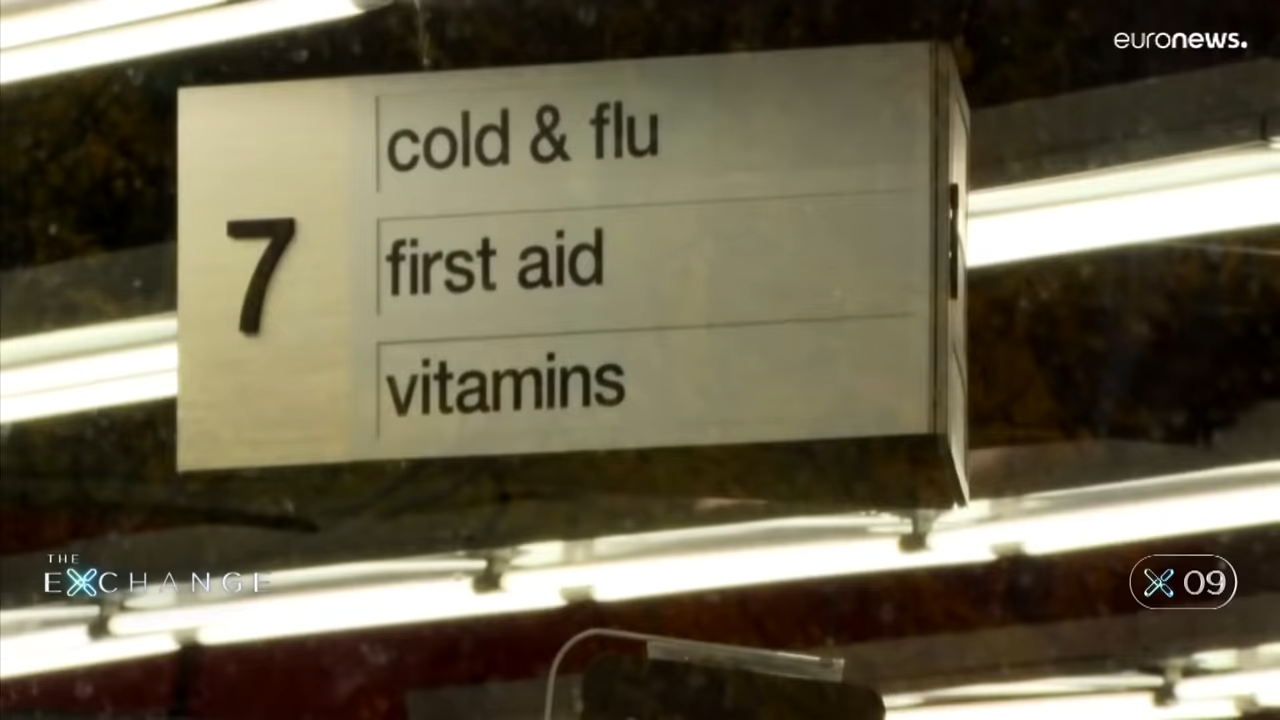 euronews.
cold & flu
7
first aid
vitamins
THE
EXCHANGE
09